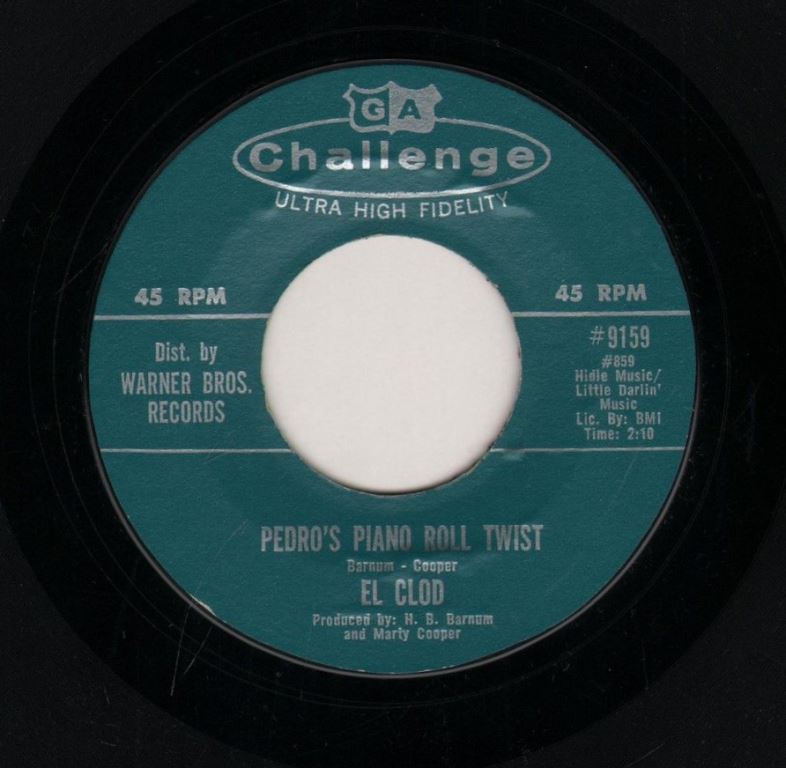 GA
Challenge
ULTRA HIGH FIDELITY
45 RPM
45 RPM
Dist. by
WARNER BROS.
RECORDS
#9159
#859
Hidle Music/
Little Darlin'
Music
Lic. By: BMI
Time: 2:10
PEDRO'S PIANO ROLL TWIST
Barnum - Cooper
EL CLOD
Produced by: H. B. Barnum
and Marty Cooper